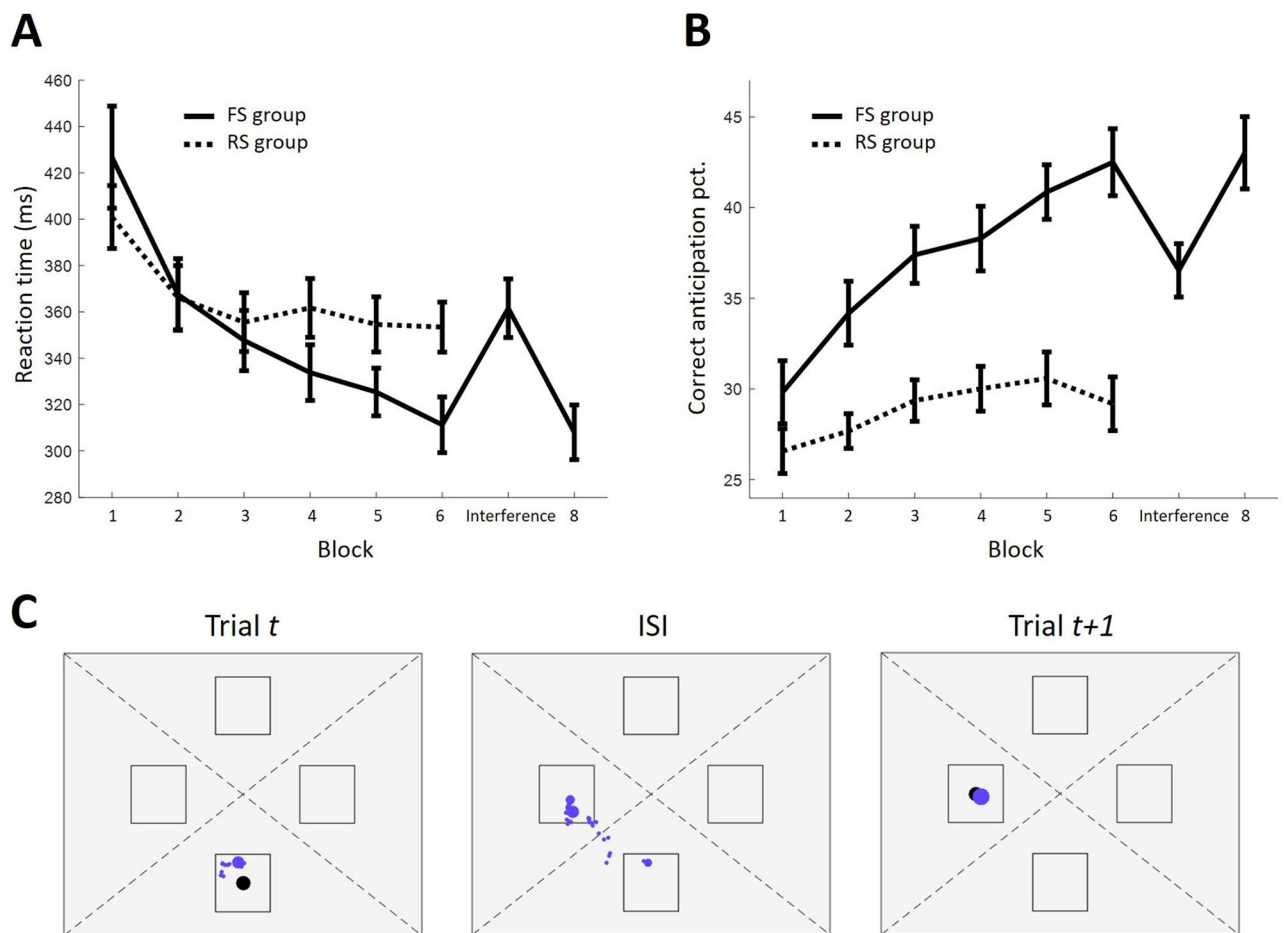 A
460
440
420
400
380
360
340
320
300
280
Reaction time (ms)
FS group
RS group
1 2 3 4 5 6 Interference 8
Block
B
45
40
35
30
25
Correct anticipation pct.
FS group
RS group
1 2 3 4 5 6 Interference 8
Block
C
Trial t
ISI
Trial t+1